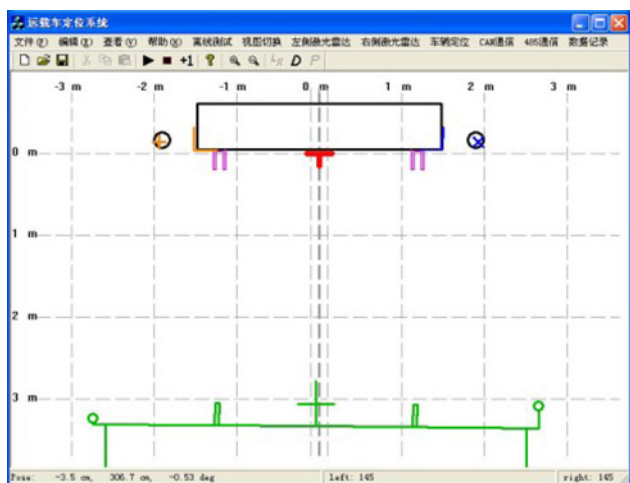 运载车定位系统
文件(F) 编辑(E) 查看(V) 帮助(H) 离线测试 视图切换 左侧激光雷达 右侧激光雷达 车辆定位 CAN通信 485通信 数据记录
+1 ? LR D P
-3 m -2 m -1 m 0 m 1 m 2 m 3 m
0 m
1 m
2 m
3 m
Pose: -3.5 cm, 306.7 cm, -0.53 deg left: 145 right: 145